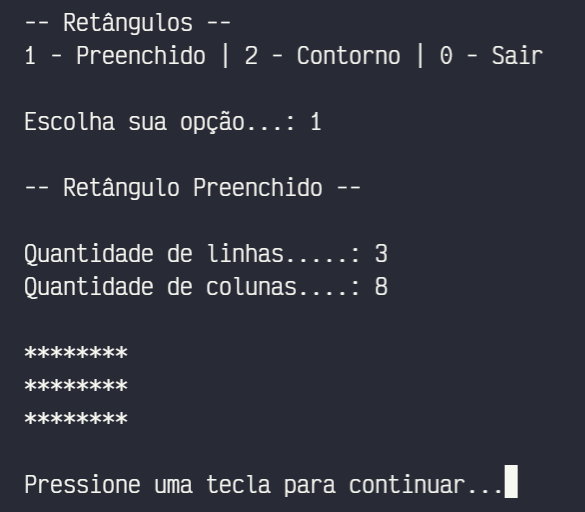 -- Retângulos --
1 - Preenchido | 2 - Contorno | 0 - Sair
Escolha sua opção...: 1
-- Retângulo Preenchido --
Quantidade de linhas.....: 3
Quantidade de colunas....: 8
********
********
********
Pressione uma tecla para continuar...